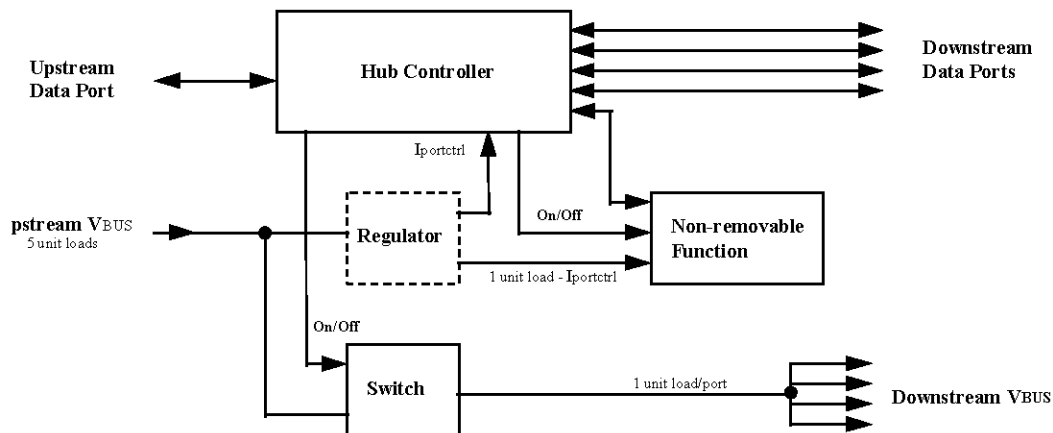 Upstream
Data Port
Hub Controller
Downstream
Data Ports
Iportctrl
pstream VBUS
5 unit loads
Regulator
On/Off
Non-removable
Function
1 unit load - Iportctrl
On/Off
Switch
1 unit load/port
Downstream VBUS